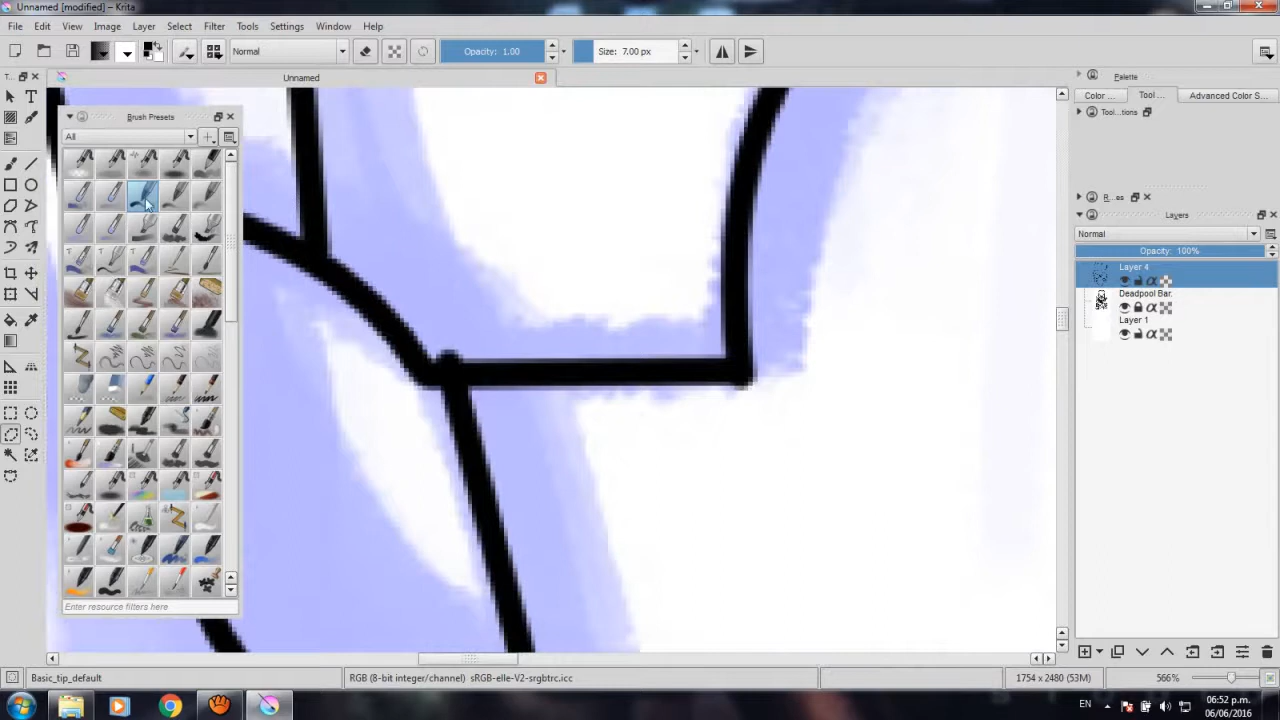 Unnamed [modified] – Krita
File Edit View Image Layer Select Filter Tools Settings Window Help
Normal Opacity: 1.00 Size: 7.00 px
T... Unnamed Palette
Color ... Tool ... Advanced Color S...
Tool...tions
Brush Presets
All
R...es
Layers
Normal
Opacity: 100%
Layer 4
Deadpool Bar.
Layer 1
Enter resource filters here
Basic_tip_default RGB (8-bit integer/channel) sRGB-elle-V2-srgbtrc.icc 1754 x 2480 (53M) 566%
EN 06:52 p.m.
06/06/2016